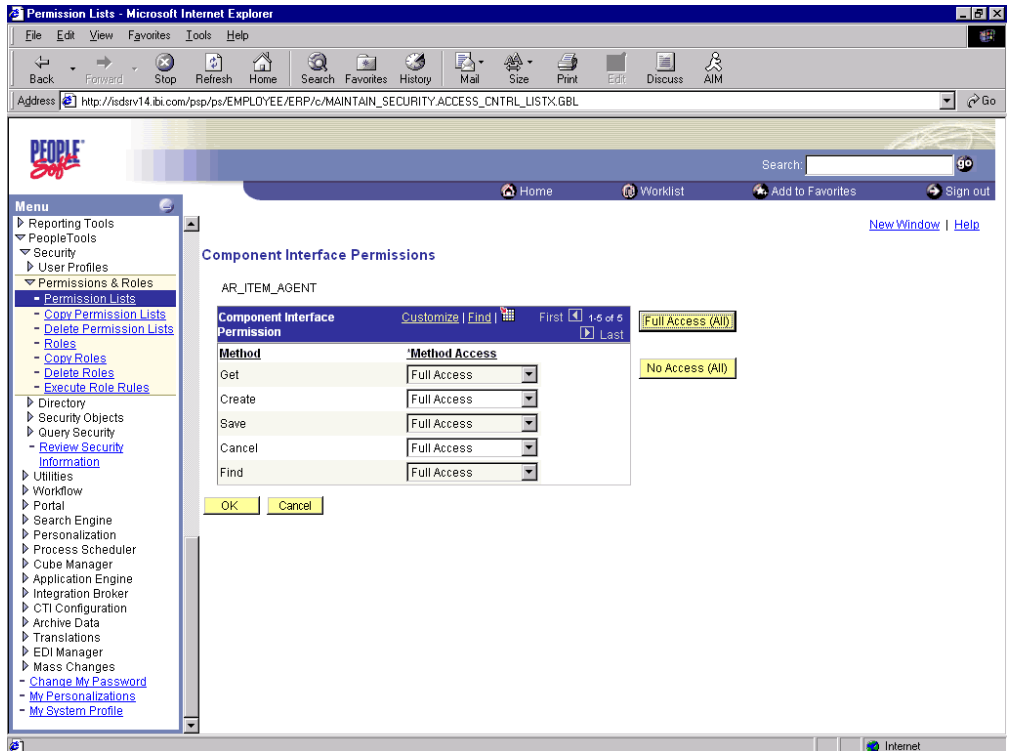 Permission Lists - Microsoft Internet Explorer
File Edit View Favorites Tools Help
Back Forward Stop Refresh Home Search Favorites History Mail Size Print Edit Discuss AIM
Address http://isdsrv14.ibi.com/psp/ps/EMPLOYEE/ERP/c/MAINTAIN_SECURITY.ACCESS_CNTRL_LISTX.GBL Go
PEOPLE
Soft
Search: go
Home Worklist Add to Favorites Sign out
Menu
New Window | Help
Reporting Tools
PeopleTools
Security
User Profiles
Permissions & Roles
- Permission Lists
- Copy Permission Lists
- Delete Permission Lists
- Roles
- Copy Roles
- Delete Roles
- Execute Role Rules
Directory
Security Objects
Query Security
- Review Security
Information
Utilities
Workflow
Portal
Search Engine
Personalization
Process Scheduler
Cube Manager
Application Engine
Integration Broker
CTI Configuration
Archive Data
Translations
EDI Manager
Mass Changes
- Change My Password
- My Personalizations
- My System Profile
Component Interface Permissions
AR_ITEM_AGENT
Component Interface
Permission
Customize | Find | First 1-5 of 5
Last
Full Access (All)
No Access (All)
Method *Method Access
Get Full Access
Create Full Access
Save Full Access
Cancel Full Access
Find Full Access
OK Cancel
Internet